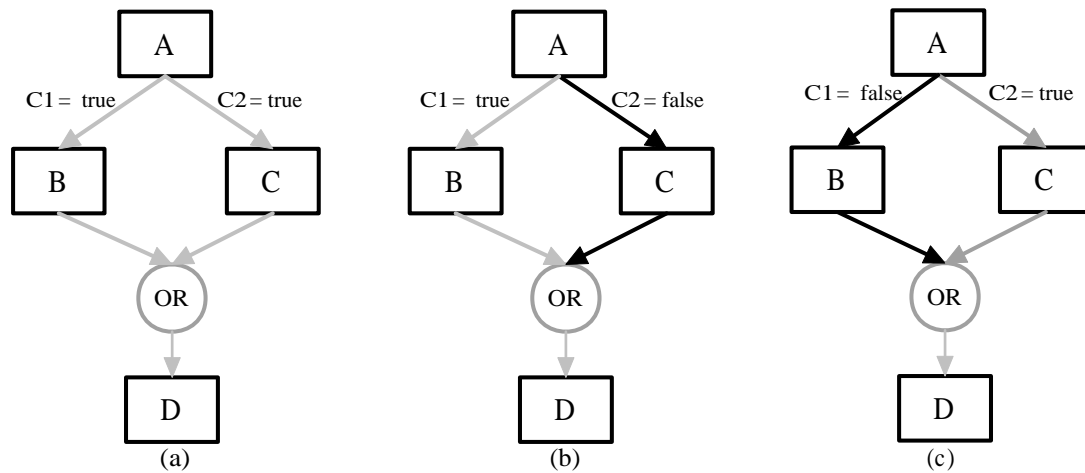 A
C1 = true
C2 = true
B
C
OR
D
(a)
A
C1 = true
C2 = false
B
C
OR
D
(b)
A
C1 = false
C2 = true
B
C
OR
D
(c)